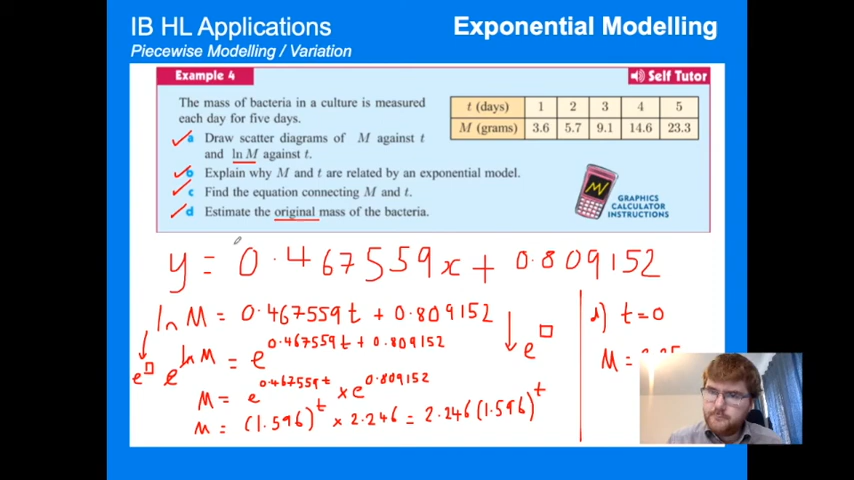 IB HL Applications
Exponential Modelling
Piecewise Modelling / Variation
Example 4
Self Tutor
The mass of bacteria in a culture is measured
each day for five days.
a Draw scatter diagrams of M against t
and ln M against t.
b Explain why M and t are related by an exponential model.
c Find the equation connecting M and t.
d Estimate the original mass of the bacteria.
t (days) 1 2 3 4 5
M (grams) 3.6 5.7 9.1 14.6 23.3
GRAPHICS
CALCULATOR
INSTRUCTIONS
y = 0.467559x + 0.809152
ln M = 0.467559t + 0.809152
e^□ e^ln M = e^0.467559t + 0.809152 e^□
M = e^0.467559t × e^0.809152
M = (1.596)^t × 2.246 = 2.246(1.596)^t
d) t=0
M =